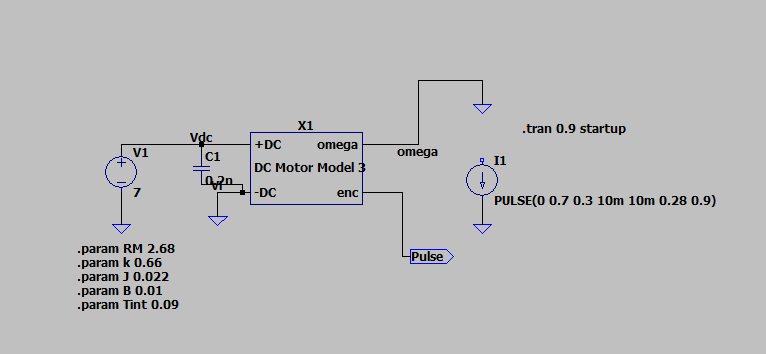 X1
Vdc
V1
+DC
omega
omega
.tran 0.9 startup
C1
DC Motor Model 3
I1
0.2n
7
-DC
enc
PULSE(0 0.7 0.3 10m 10m 0.28 0.9)
Pulse
.param RM 2.68
.param k 0.66
.param J 0.022
.param B 0.01
.param Tint 0.09